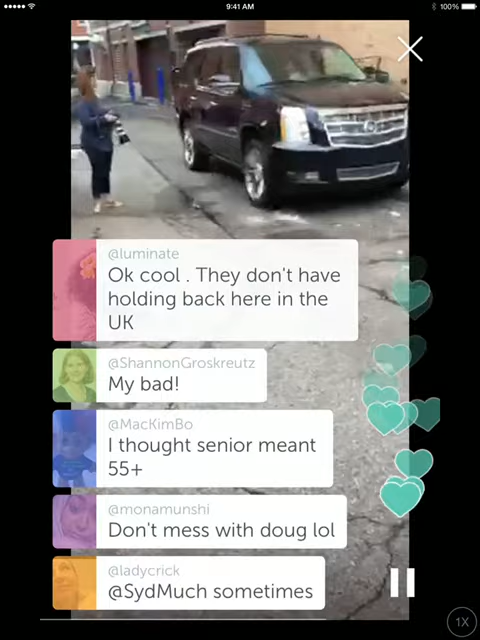 9:41 AM
100%
@luminate
Ok cool . They don't have
holding back here in the
UK
@ShannonGroskreutz
My bad!
@MacKimBo
I thought senior meant
55+
@monamunshi
Don't mess with doug lol
@ladycrick
@SydMuch sometimes
1X